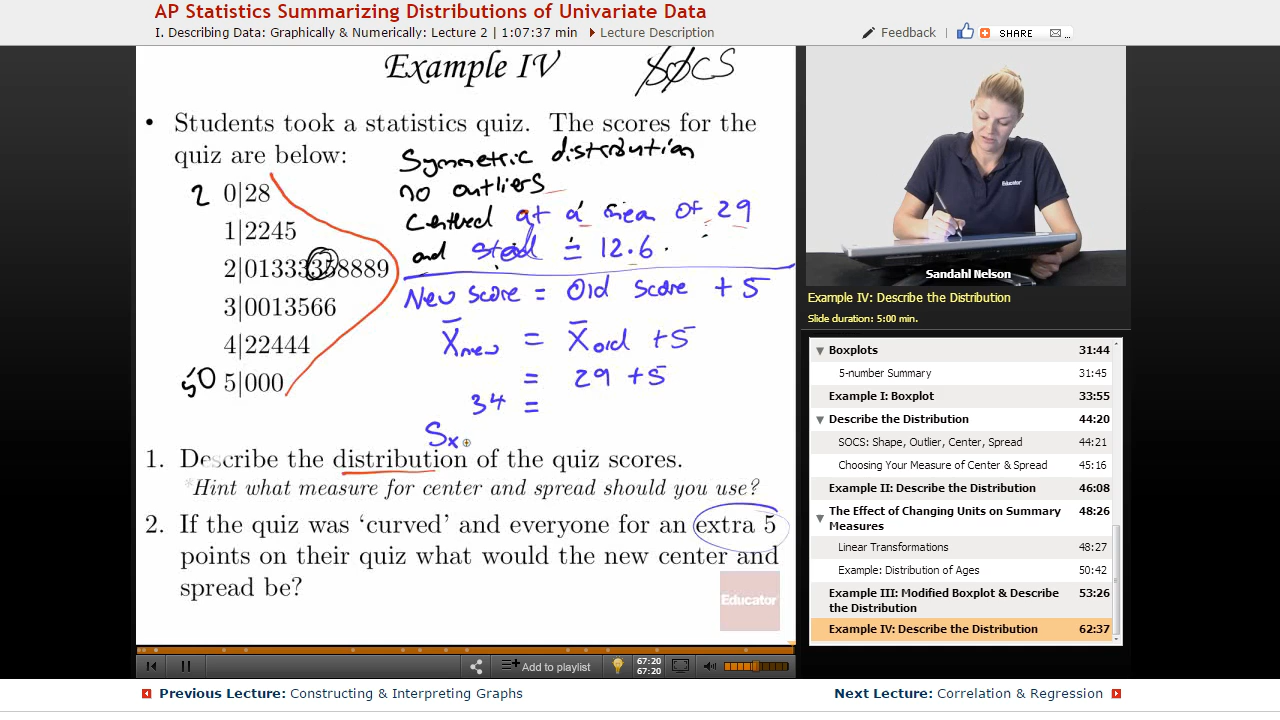 AP Statistics Summarizing Distributions of Univariate Data
I. Describing Data: Graphically & Numerically: Lecture 2 | 1:07:37 min Lecture Description
Feedback | SHARE ...
Example IV SOCS
• Students took a statistics quiz. The scores for the
quiz are below:
Symmetric distribution
no outliers
Centred at a mean of 29
and stdd ≐ 12.6.
2 0|28
1|2245
2|013333358889
3|0013566
4|22444
50 5|000
New score = Old score + 5
X̄new = X̄old + 5
= 29 + 5
34 =
Sx
1. Describe the distribution of the quiz scores.
*Hint what measure for center and spread should you use?
2. If the quiz was ‘curved’ and everyone for an extra 5
points on their quiz what would the new center and
spread be?
Educator
Educator
Sandahl Nelson
Example IV: Describe the Distribution
Slide duration: 5:00 min.
Boxplots 31:44
5-number Summary 31:45
Example I: Boxplot 33:55
Describe the Distribution 44:20
SOCS: Shape, Outlier, Center, Spread 44:21
Choosing Your Measure of Center & Spread 45:16
Example II: Describe the Distribution 46:08
The Effect of Changing Units on Summary
Measures 48:26
Linear Transformations 48:27
Example: Distribution of Ages 50:42
Example III: Modified Boxplot & Describe
the Distribution 53:26
Example IV: Describe the Distribution 62:37
Add to playlist
67:20
67:20
Previous Lecture: Constructing & Interpreting Graphs
Next Lecture: Correlation & Regression